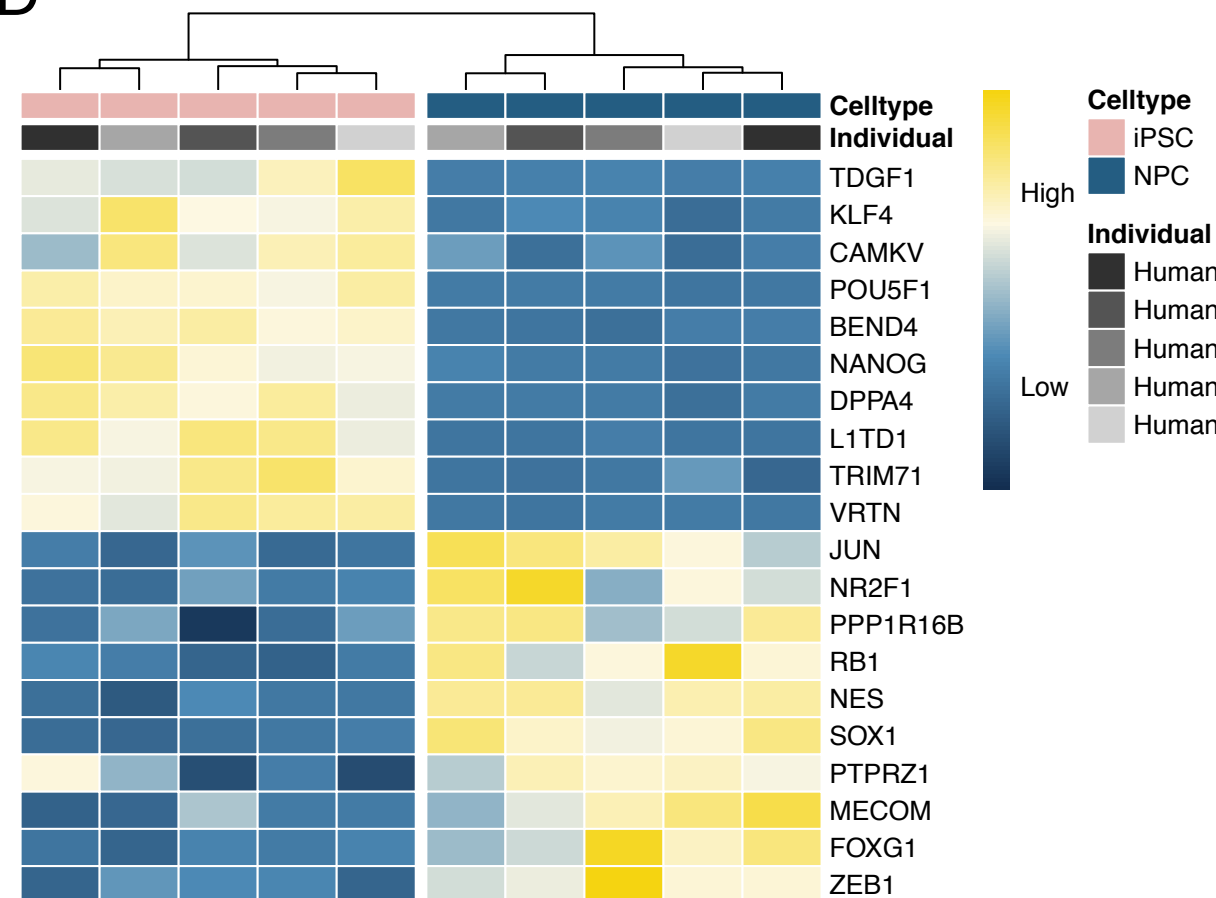 D
Celltype
Individual
TDGF1
KLF4
CAMKV
POU5F1
BEND4
NANOG
DPPA4
L1TD1
TRIM71
VRTN
JUN
NR2F1
PPP1R16B
RB1
NES
SOX1
PTPRZ1
MECOM
FOXG1
ZEB1
High
Low
Celltype
iPSC
NPC
Individual
Human
Human
Human
Human
Human